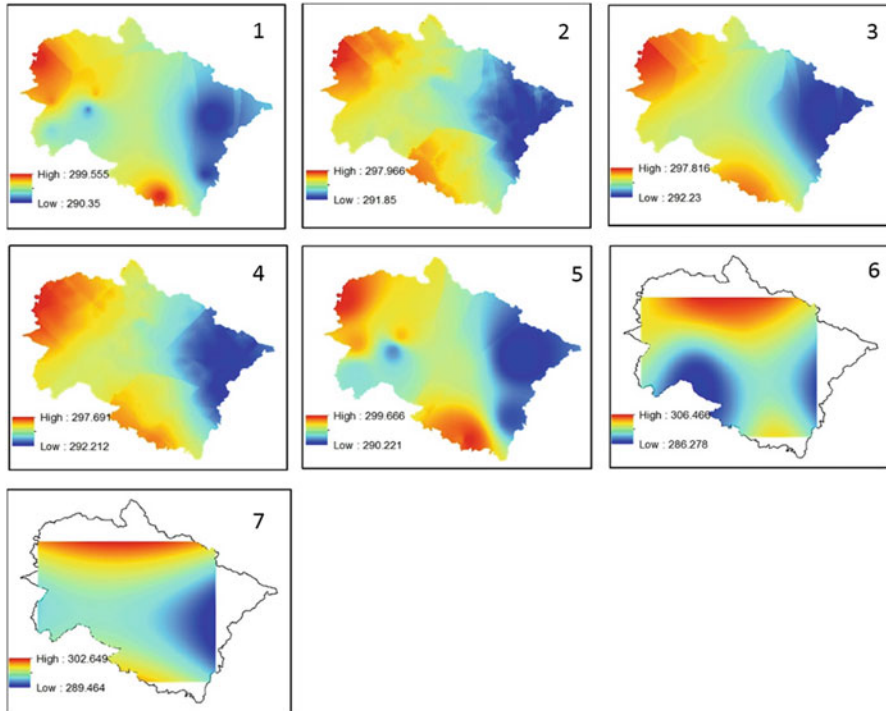 1
High : 299.555
Low : 290.35
2
High : 297.966
Low : 291.85
3
High : 297.816
Low : 292.23
4
High : 297.691
Low : 292.212
5
High : 299.666
Low : 290.221
6
High : 306.466
Low : 286.278
7
High : 302.649
Low : 289.464